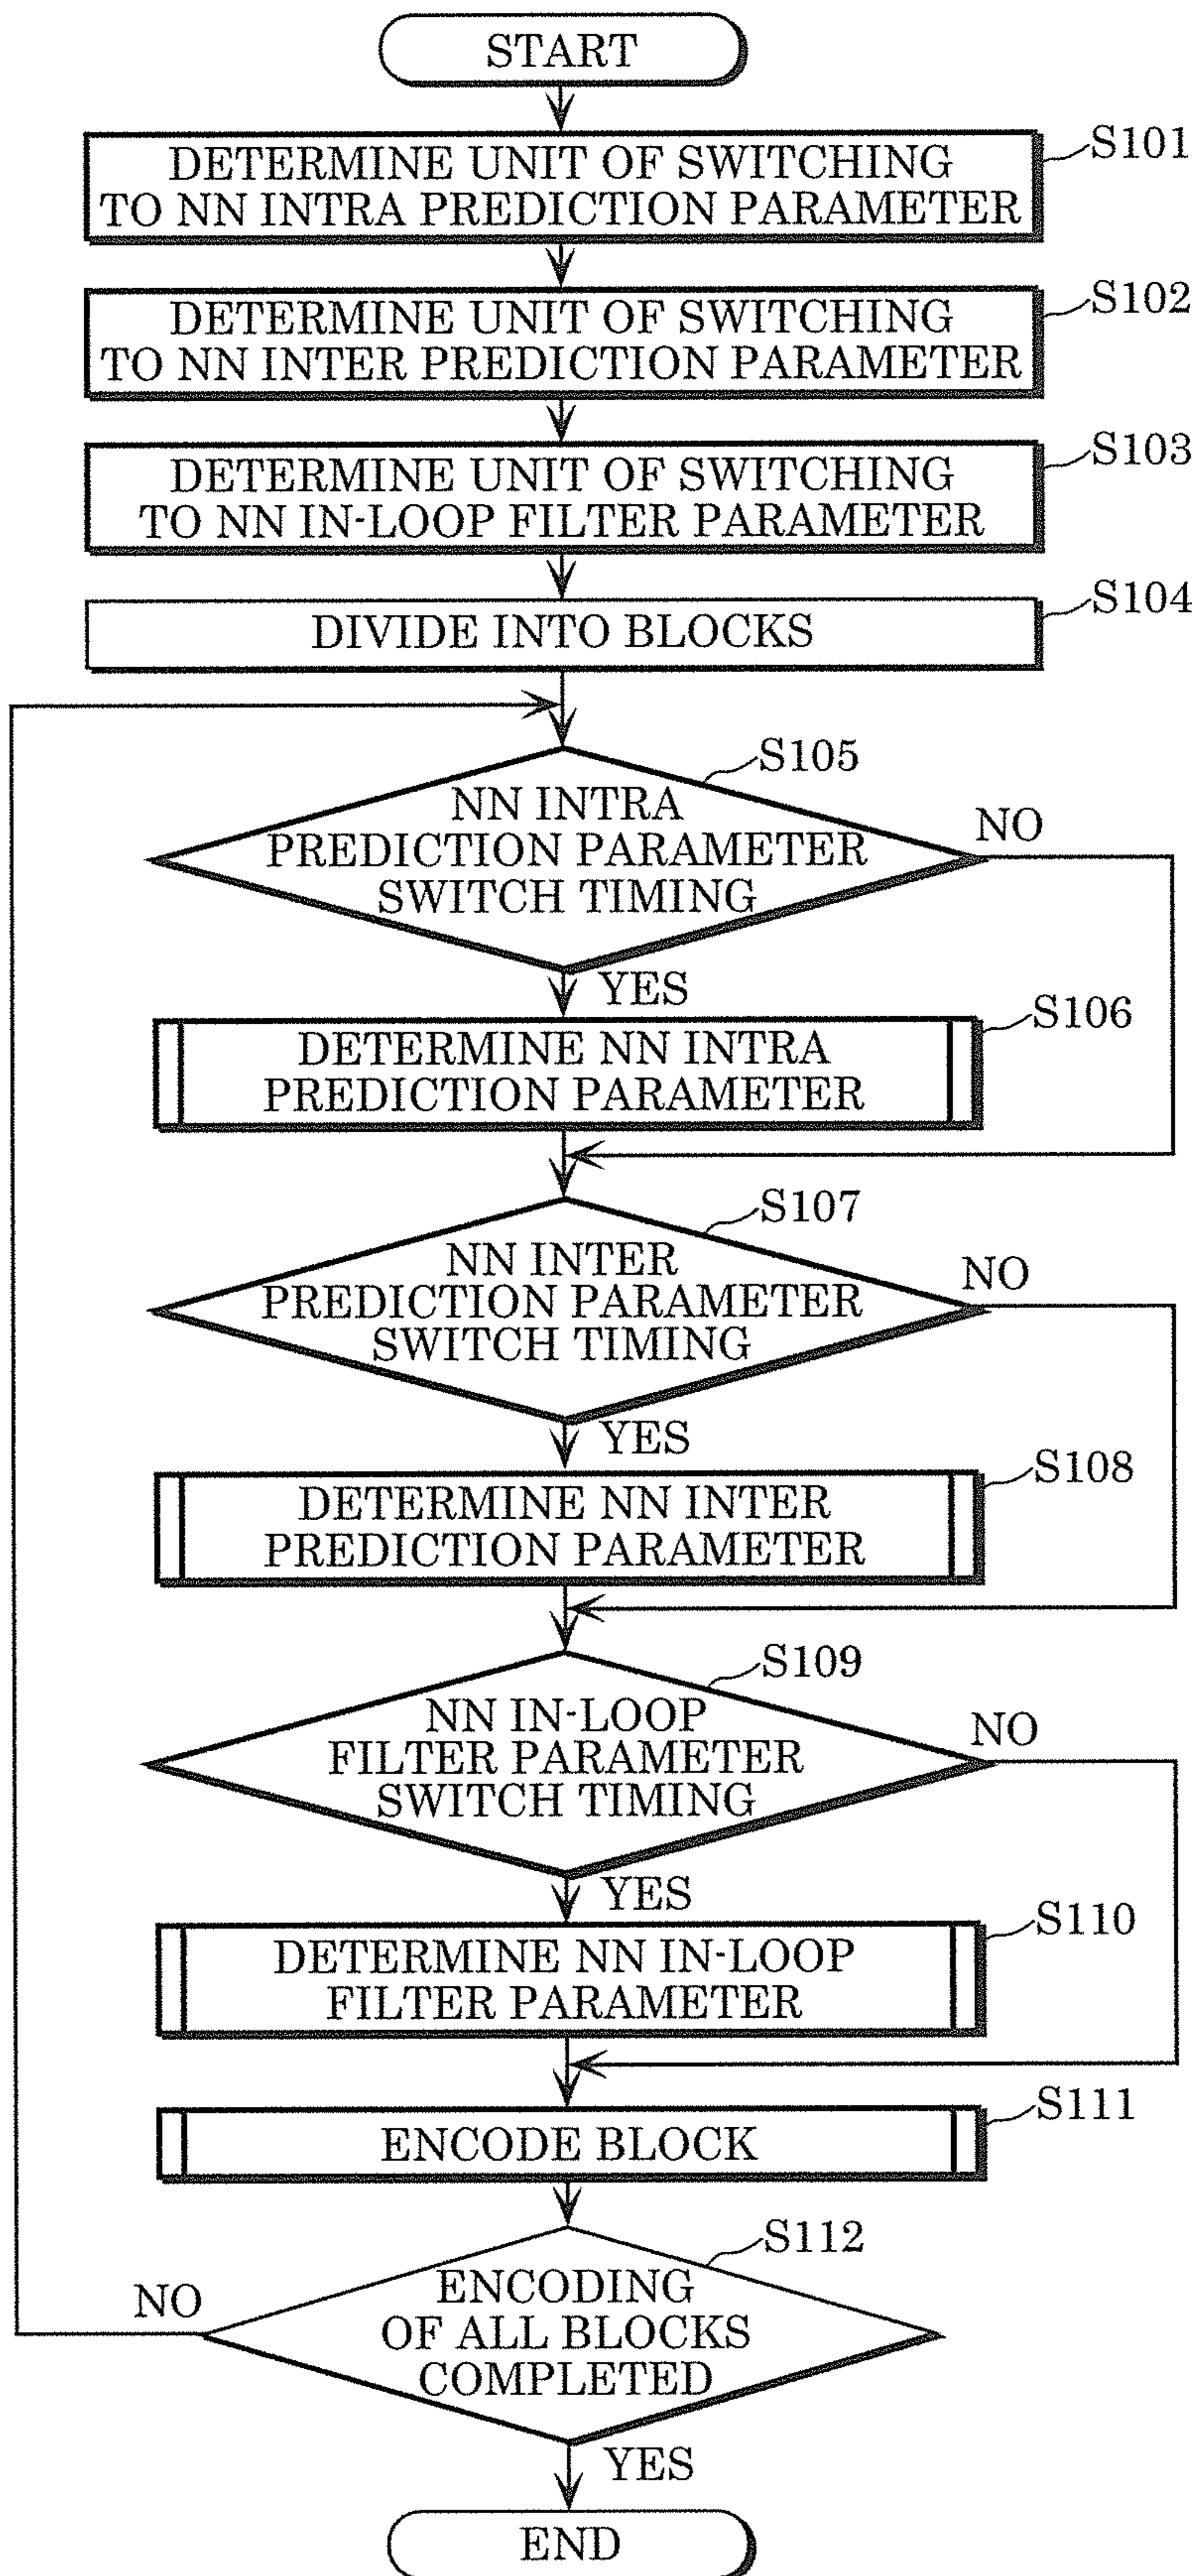 START
DETERMINE UNIT OF SWITCHING
TO NN INTRA PREDICTION PARAMETER
S101
DETERMINE UNIT OF SWITCHING
TO NN INTER PREDICTION PARAMETER
S102
DETERMINE UNIT OF SWITCHING
TO NN IN-LOOP FILTER PARAMETER
S103
DIVIDE INTO BLOCKS
S104
S105
NN INTRA
PREDICTION PARAMETER
SWITCH TIMING
NO
YES
S106
DETERMINE NN INTRA
PREDICTION PARAMETER
S107
NN INTER
PREDICTION PARAMETER
SWITCH TIMING
NO
YES
S108
DETERMINE NN INTER
PREDICTION PARAMETER
S109
NN IN-LOOP
FILTER PARAMETER
SWITCH TIMING
NO
YES
S110
DETERMINE NN IN-LOOP
FILTER PARAMETER
S111
ENCODE BLOCK
S112
ENCODING
OF ALL BLOCKS
COMPLETED
NO
YES
END